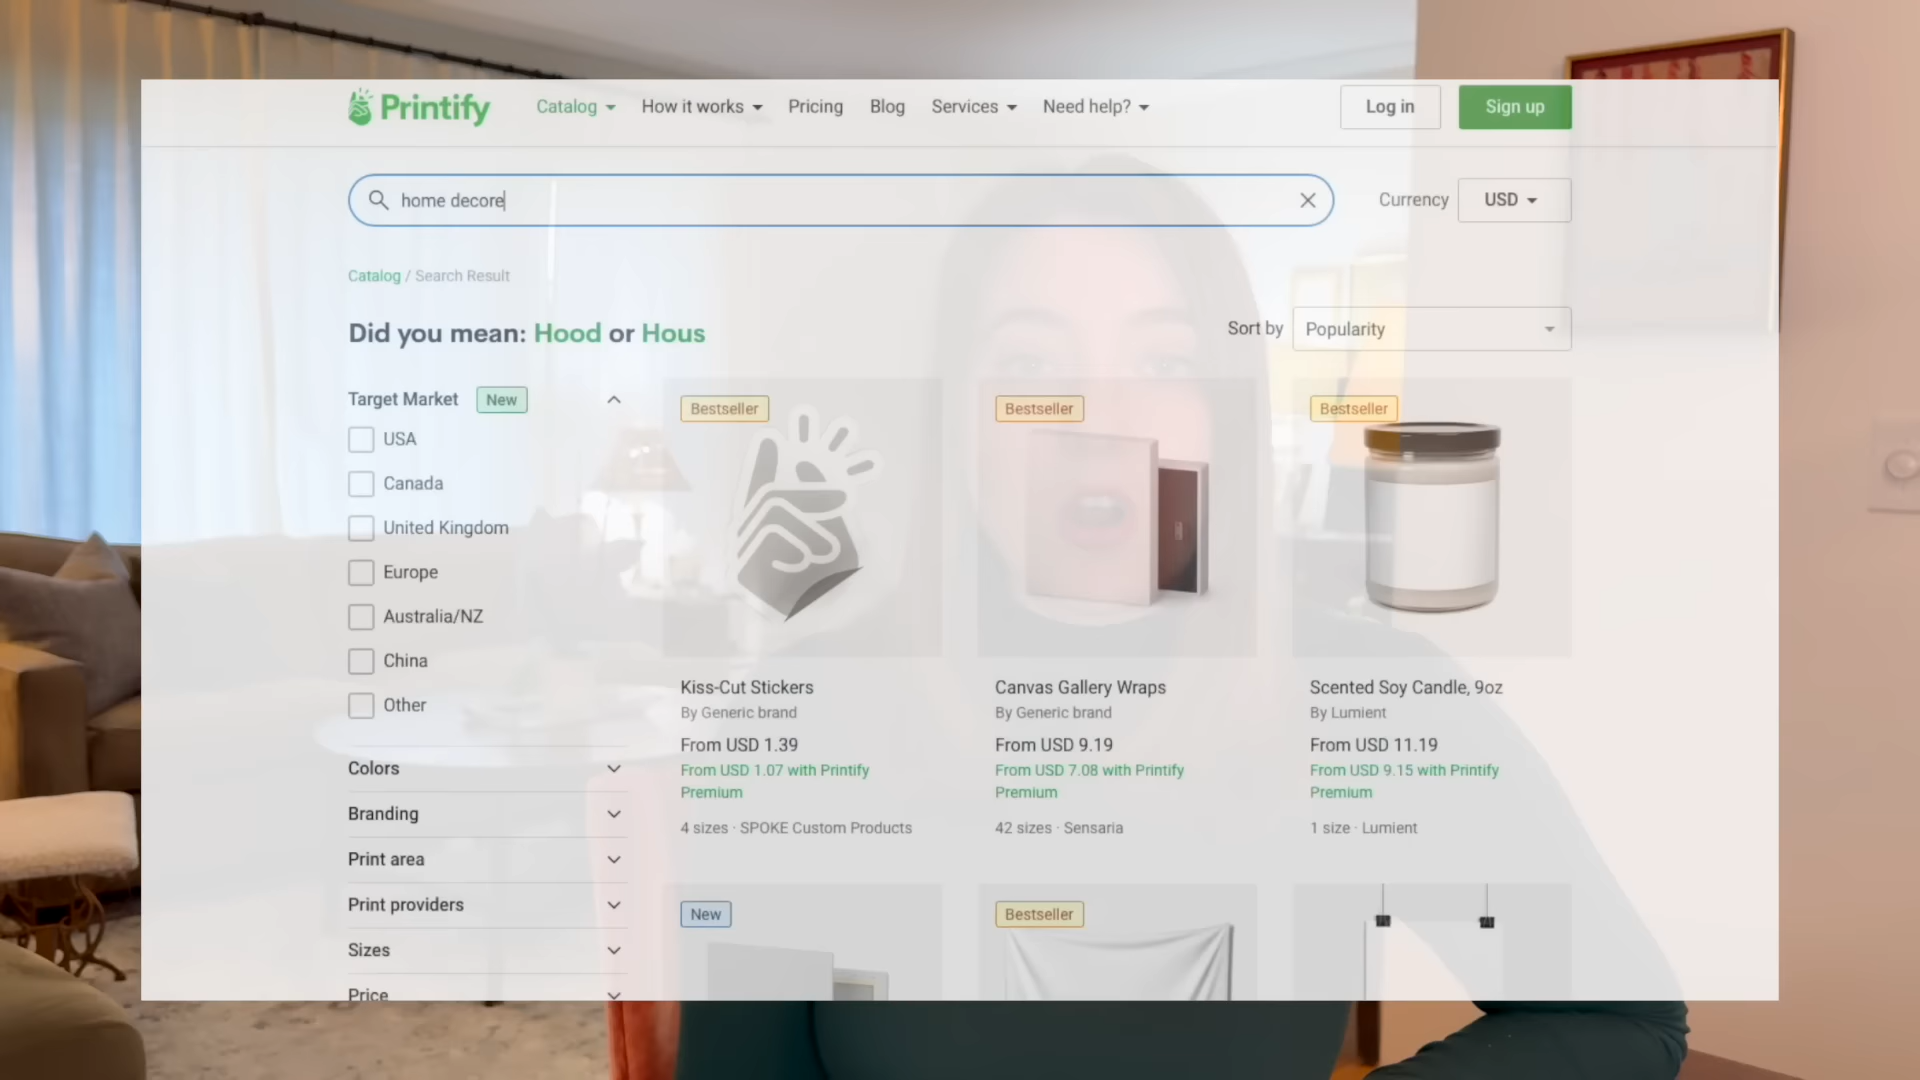 Printify
Catalog
How it works
Pricing
Blog
Services
Need help?
Log in
Sign up
home decore
Currency
USD
Catalog / Search Result
Did you mean: Hood or Hous
Sort by
Popularity
Target Market
New
USA
Canada
United Kingdom
Europe
Australia/NZ
China
Other
Colors
Branding
Print area
Print providers
Sizes
Price
Bestseller
Kiss-Cut Stickers
By Generic brand
From USD 1.39
From USD 1.07 with Printify
Premium
4 sizes · SPOKE Custom Products
Bestseller
Canvas Gallery Wraps
By Generic brand
From USD 9.19
From USD 7.08 with Printify
Premium
42 sizes · Sensaria
Bestseller
Scented Soy Candle, 9oz
By Lumient
From USD 11.19
From USD 9.15 with Printify
Premium
1 size · Lumient
New
Bestseller